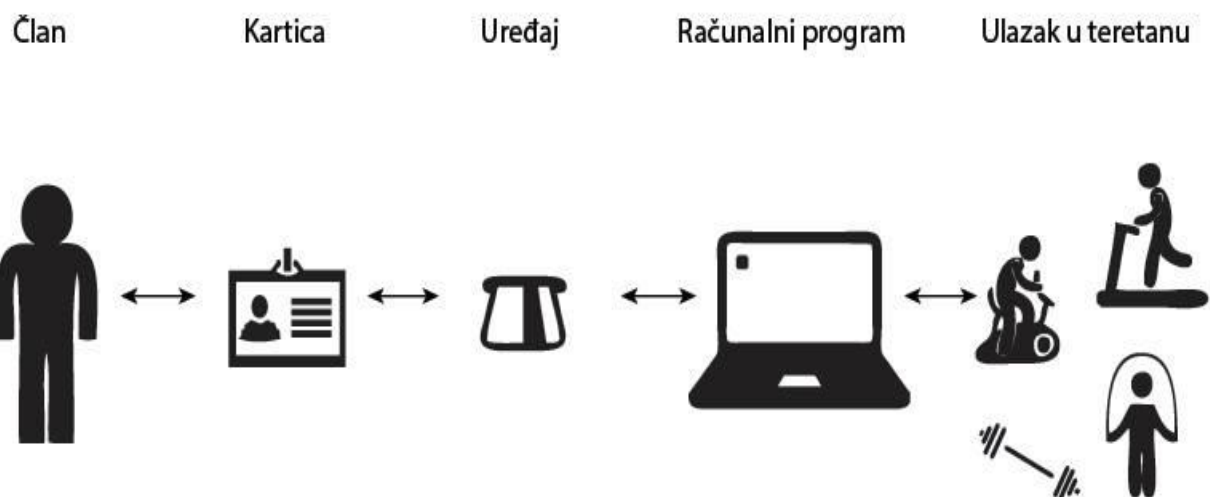 Član
Kartica
Uređaj
Računalni program
Ulazak u teretanu